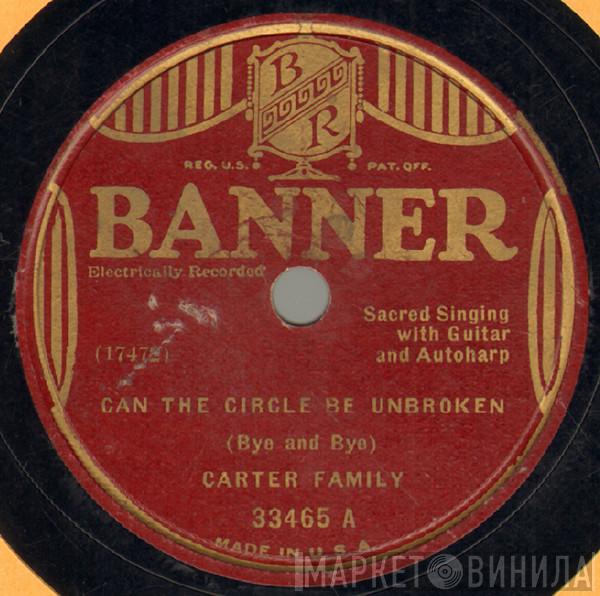 B
R
REG. U.S. PAT. OFF.
BANNER
Electrically Recorded
Sacred Singing
with Guitar
(17472) and Autoharp
CAN THE CIRCLE BE UNBROKEN
(Bye and Bye)
CARTER FAMILY
33465 A
MADE IN U.S.A.
МАРКЕТ ВИНИЛА